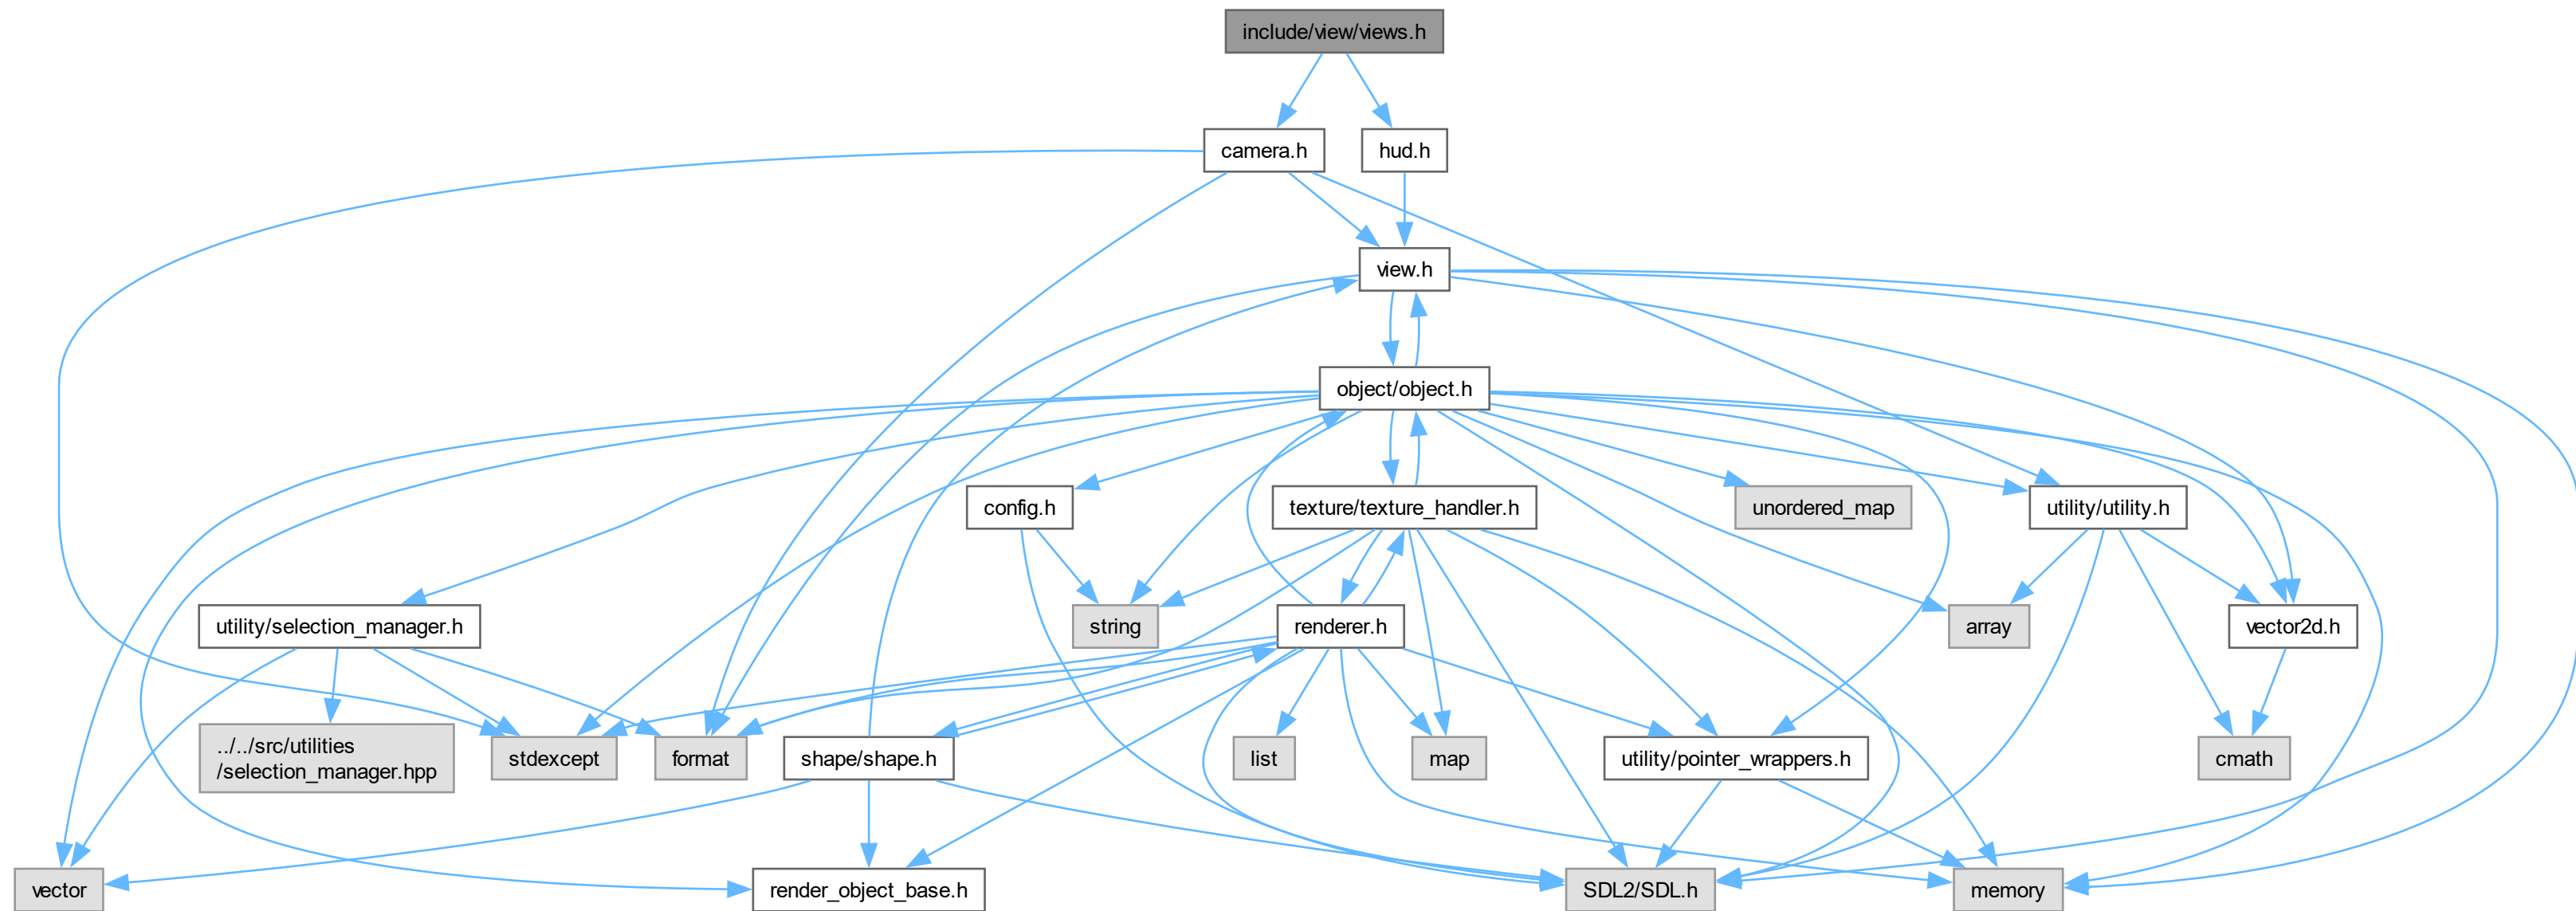 include/view/views.h
camera.h
hud.h
view.h
object/object.h
config.h
texture/texture_handler.h
unordered_map
utility/utility.h
utility/selection_manager.h
string
renderer.h
array
vector2d.h
../../src/utilities
/selection_manager.hpp
stdexcept
format
shape/shape.h
list
map
utility/pointer_wrappers.h
cmath
vector
render_object_base.h
SDL2/SDL.h
memory